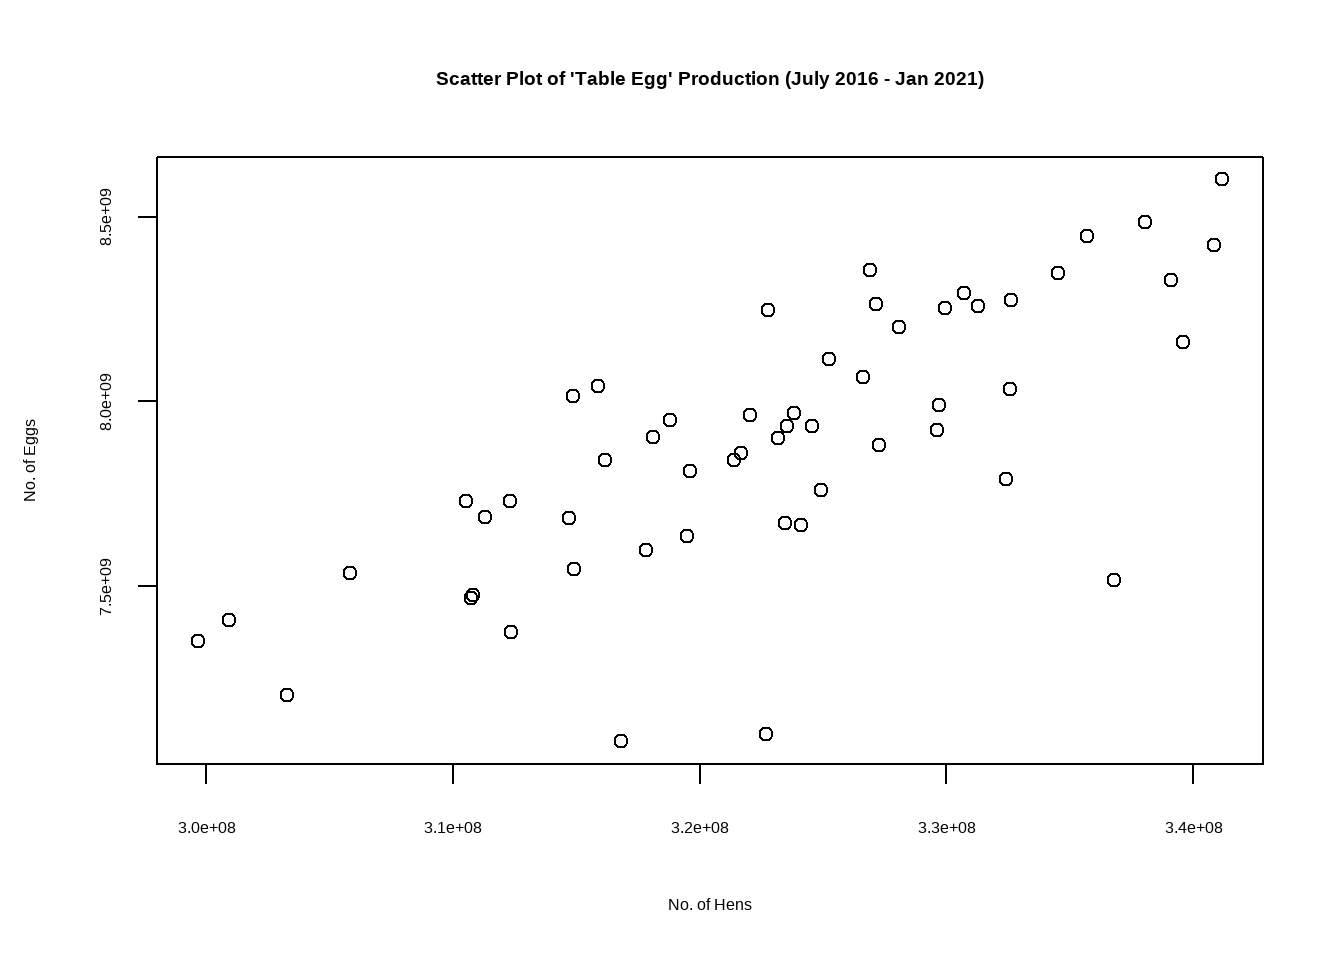 Scatter Plot of 'Table Egg' Production (July 2016 - Jan 2021)
No. of Eggs
8.5e+09
8.0e+09
7.5e+09
3.0e+08 3.1e+08 3.2e+08 3.3e+08 3.4e+08
No. of Hens